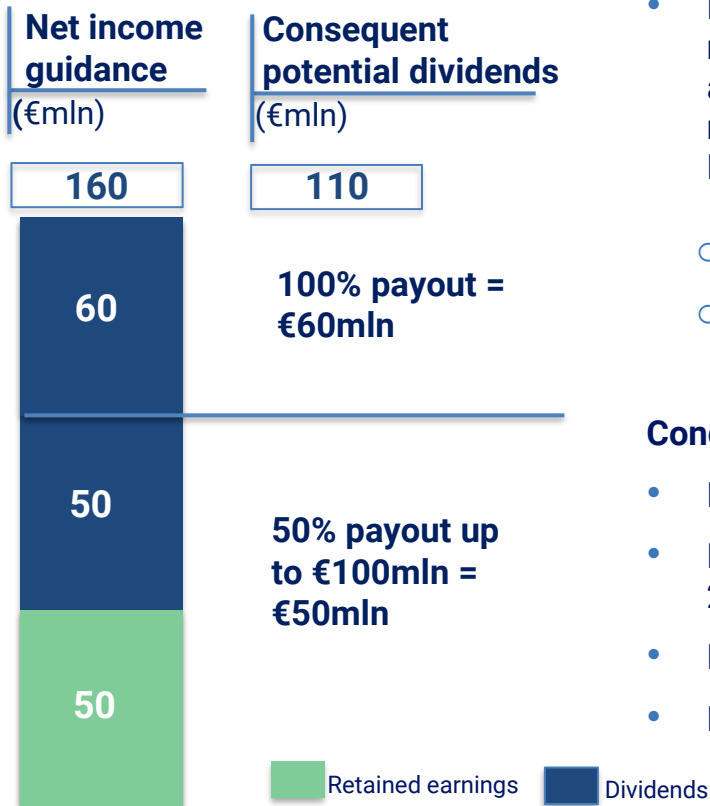 Net income
guidance
(€mln)
Consequent
potential dividends
(€mln)
160
110
60
100% payout =
€60mln
50
50% payout up
to €100mln =
€50mln
50
Retained earnings
Dividends